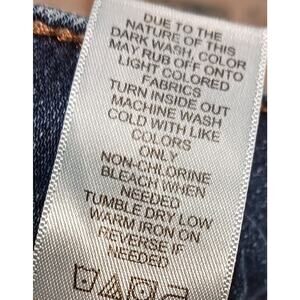 DUE TO THE
NATURE OF THIS
DARK WASH, COLOR
MAY RUB OFF ONTO
LIGHT COLORED
FABRICS
TURN INSIDE OUT
MACHINE WASH
COLD WITH LIKE
COLORS
ONLY
NON-CHLORINE
BLEACH WHEN
NEEDED
TUMBLE DRY LOW
WARM IRON ON
REVERSE IF
NEEDED